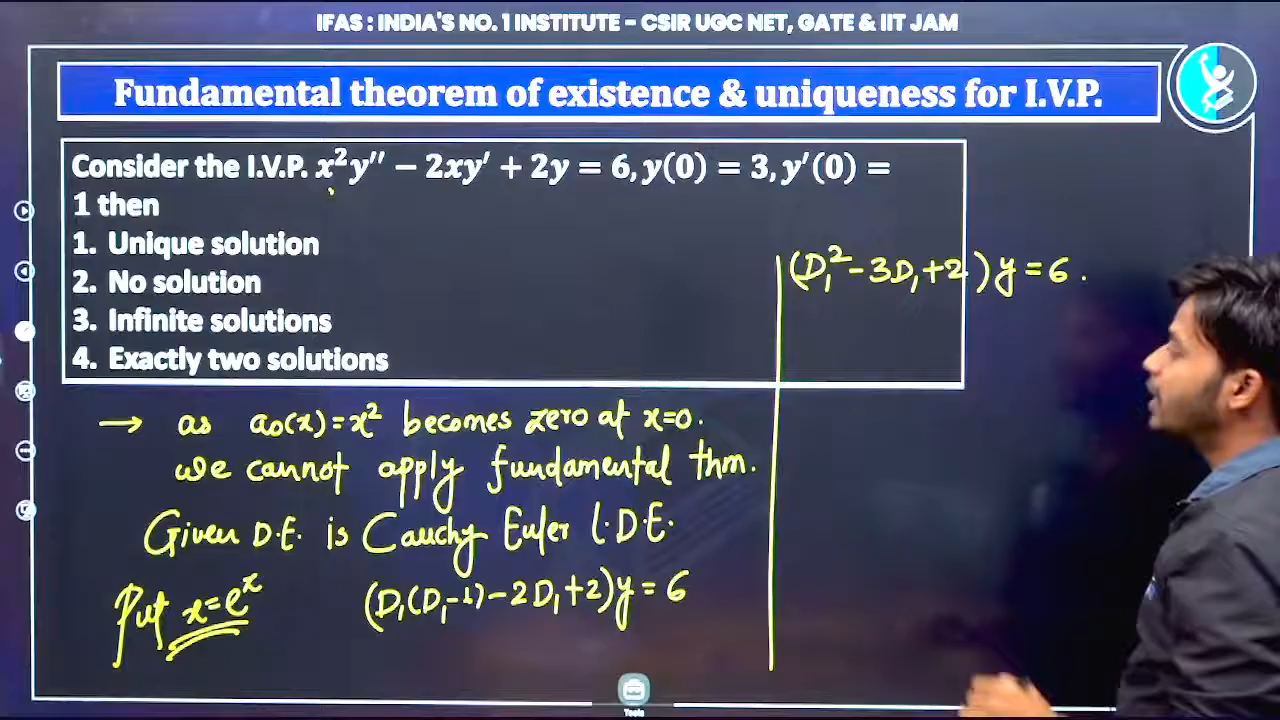 IFAS : INDIA'S NO. 1 INSTITUTE – CSIR UGC NET, GATE & IIT JAM
Fundamental theorem of existence & uniqueness for I.V.P.
Consider the I.V.P. x²y″ − 2xy′ + 2y = 6, y(0) = 3, y′(0) =
1 then
1. Unique solution
2. No solution
3. Infinite solutions
4. Exactly two solutions
→ as a₀(x)=x² becomes zero at x=0.
we cannot apply fundamental thm.
Given D.E. is Cauchy Euler L.D.E.
Put x=eᶻ
(D₁(D₁-1)-2D₁+2)y = 6
(D₁²-3D₁+2)y=6.
Tools